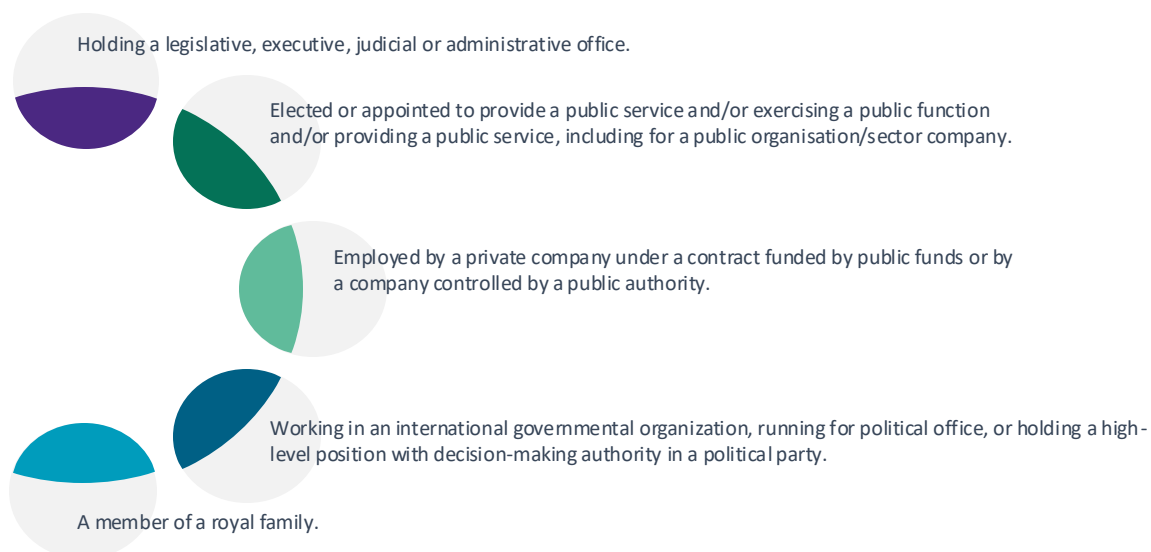 Holding a legislative, executive, judicial or administrative office.
Elected or appointed to provide a public service and/or exercising a public function
and/or providing a public service, including for a public organisation/sector company.
Employed by a private company under a contract funded by public funds or by
a company controlled by a public authority.
Working in an international governmental organization, running for political office, or holding a high-
level position with decision-making authority in a political party.
A member of a royal family.